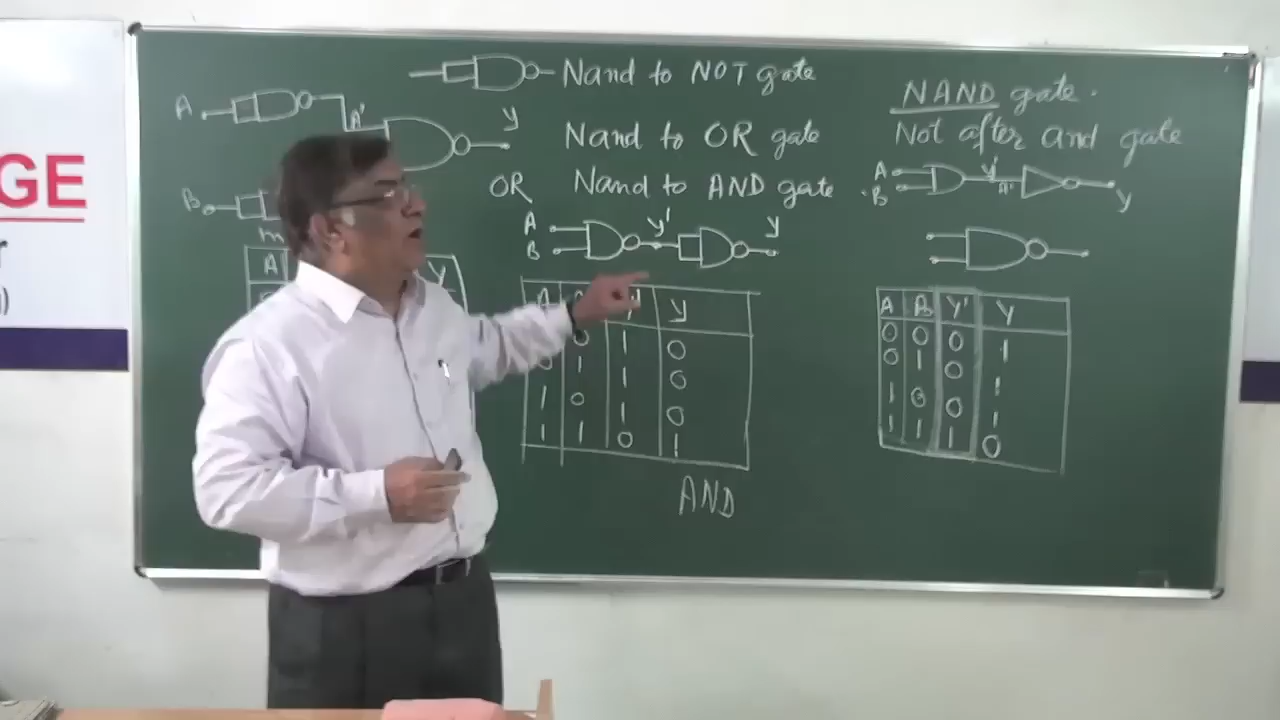 GE
Nand to NOT gate
A
A'
y
Nand to OR gate
OR Nand to AND gate
B
A
B
y'
y
A Y
A y' y
0 1 0
0 1 1 0
1 0 1 0
1 1 0 1
AND
NAND gate.
Not after and gate
A
B
y'
A'
y
A B Y' Y
0 0 0 1
0 1 0 1
1 0 0 1
1 1 1 0